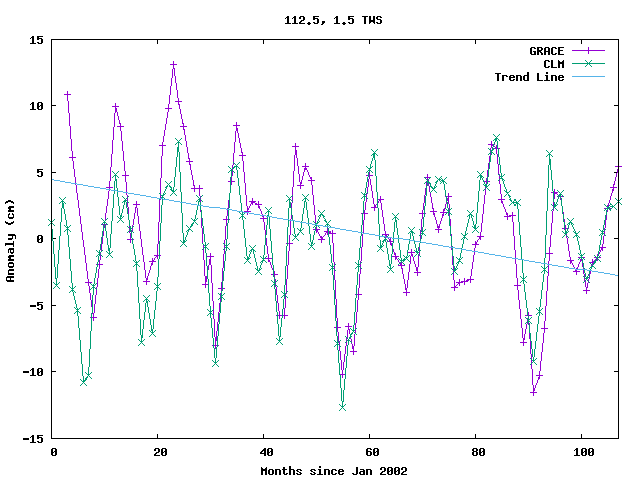 112.5, 1.5 TWS
GRACE
CLM
Trend Line
Anomaly (cm)
15
10
5
0
-5
-10
-15
0 20 40 60 80 100
Months since Jan 2002